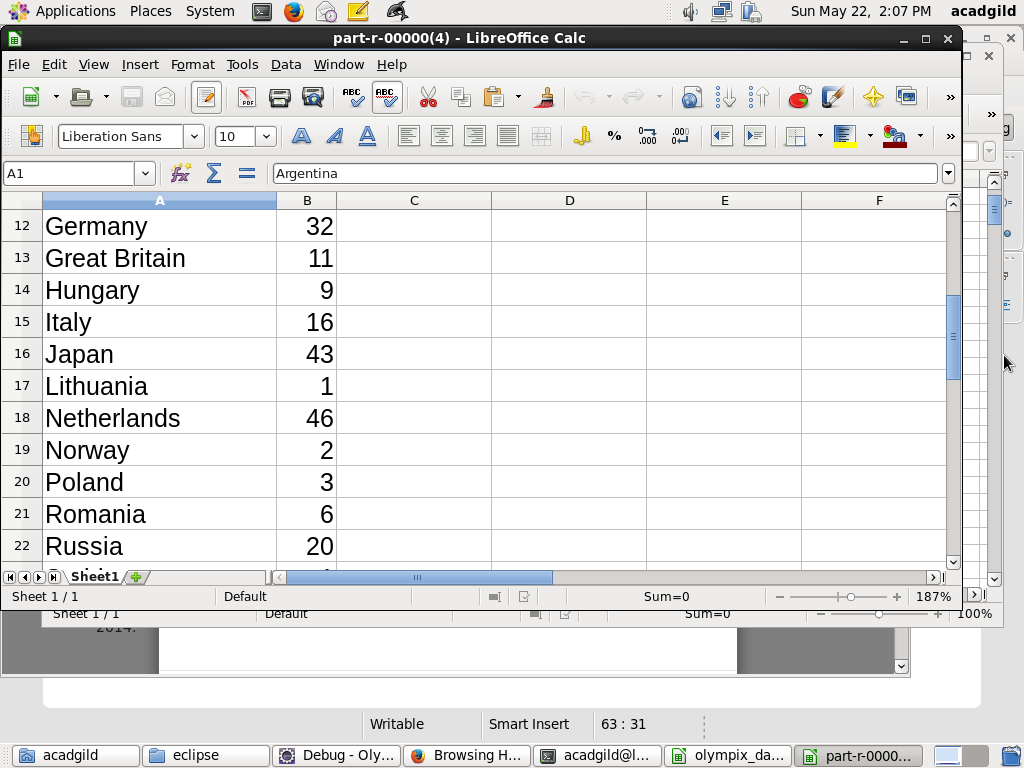 Applications Places System Sun May 22, 2:07 PM acadgild
part-r-00000(4) - LibreOffice Calc
File Edit View Insert Format Tools Data Window Help
Liberation Sans 10
A1 Argentina
A B C D E F
12 Germany 32
13 Great Britain 11
14 Hungary 9
15 Italy 16
16 Japan 43
17 Lithuania 1
18 Netherlands 46
19 Norway 2
20 Poland 3
21 Romania 6
22 Russia 20
Sheet1
Sheet 1 / 1 Default Sum=0 187%
Sheet 1 / 1 Default Sum=0 100%
2014.
Writable Smart Insert 63 : 31
acadgild eclipse Debug - Oly... Browsing H... acadgild@l... olympix_da... part-r-0000...